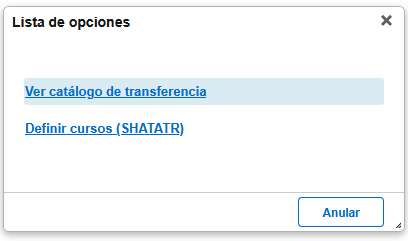 Lista de opciones
Ver catálogo de transferencia
Definir cursos (SHATATR)
Anular